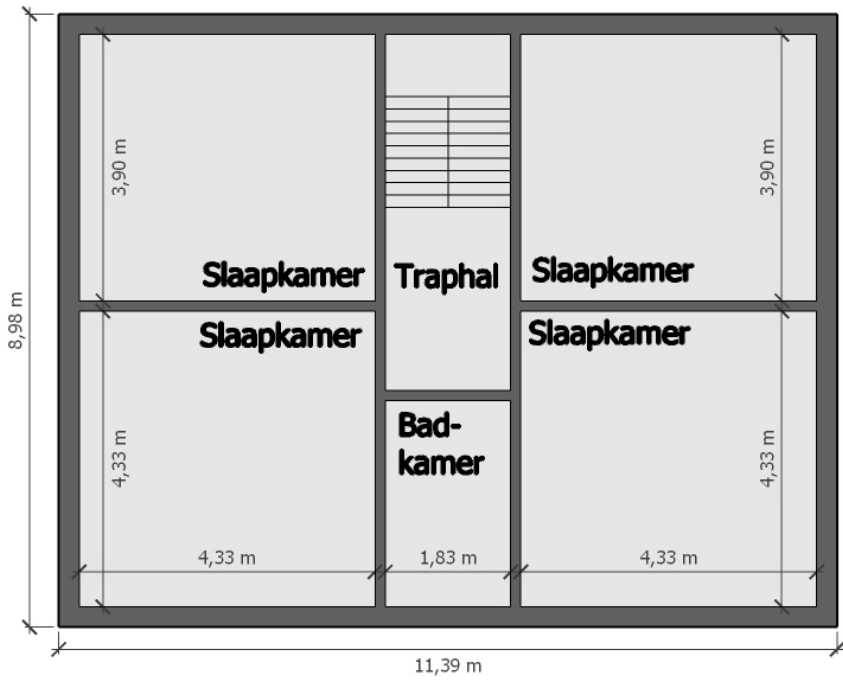 3,90 m
3,90 m
Slaapkamer
Traphal
Slaapkamer
8,98 m
Slaapkamer
Slaapkamer
Bad-
kamer
4,33 m
4,33 m
4,33 m
1,83 m
4,33 m
11,39 m